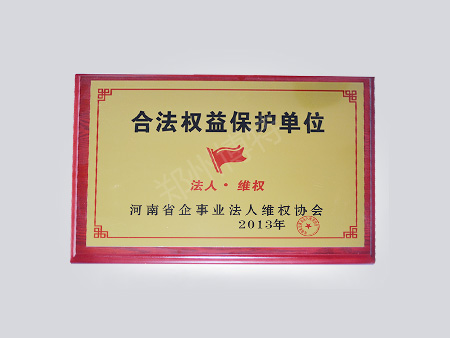 合法权益保护单位
法人·维权
河南省企事业法人维权协会
2013年